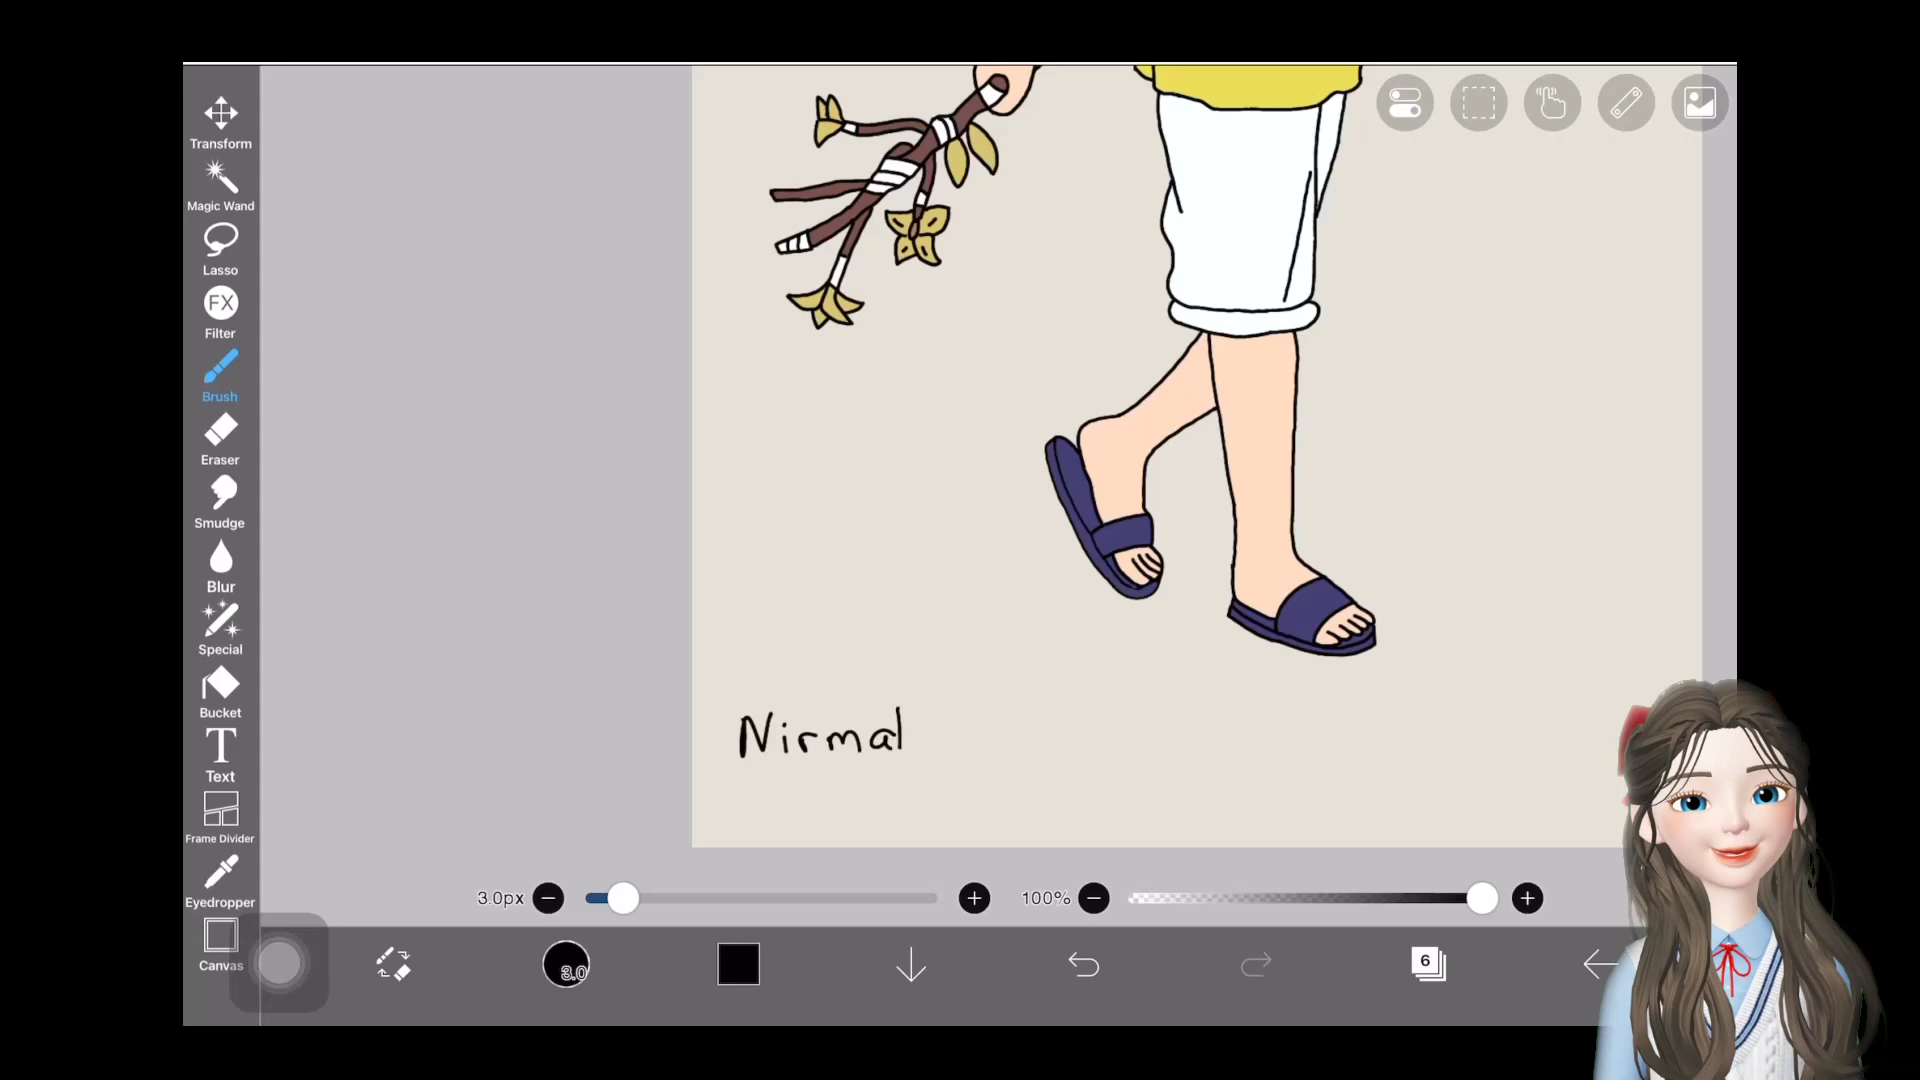 Transform
Magic Wand
Lasso
FX
Filter
Brush
Eraser
Smudge
Blur
Special
Bucket
T
Text
Frame Divider
Eyedropper
Canvas
Nirmal
3.0px
100%
3.0
6